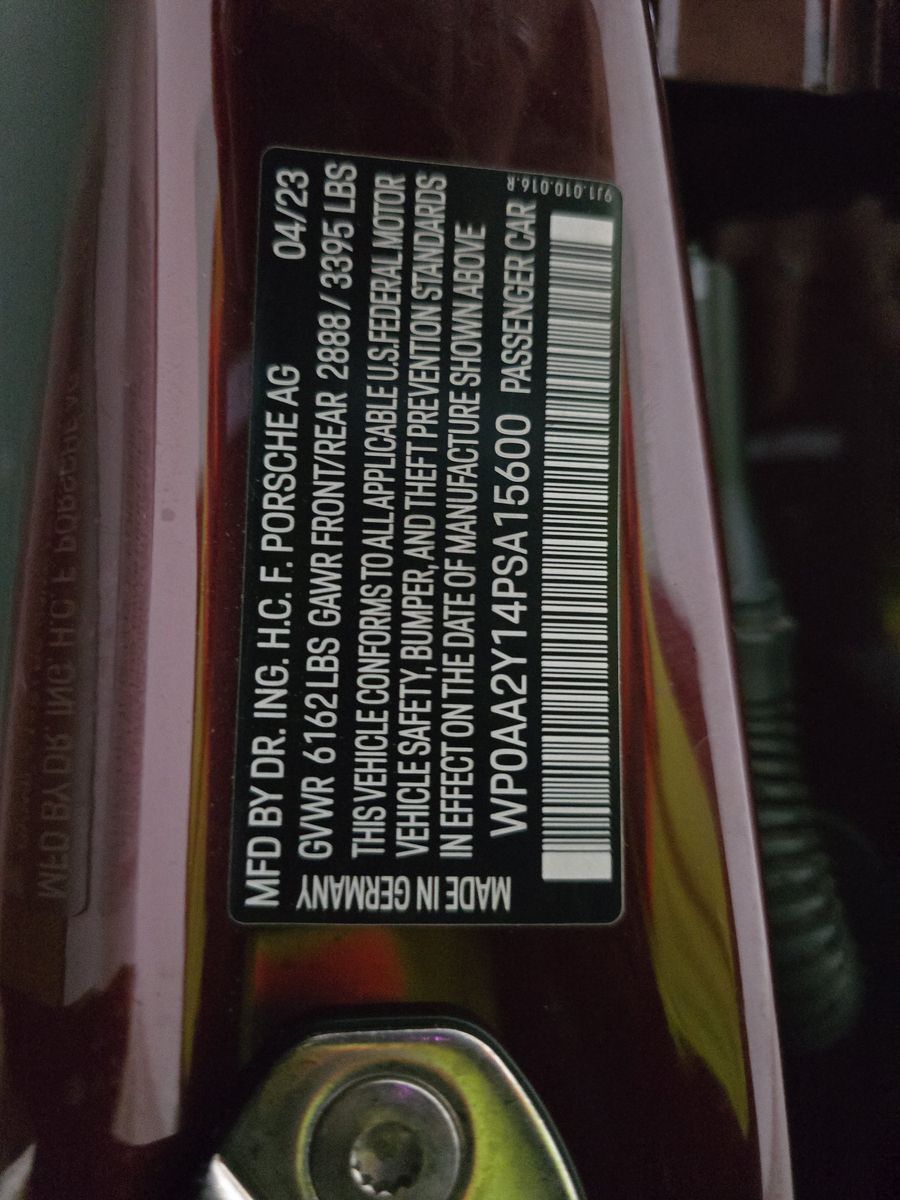 MFD BY DR. ING. H.C. F. PORSCHE AG 04/23
GVWR 6162 LBS GAWR FRONT/REAR 2888 / 3395 LBS
THIS VEHICLE CONFORMS TO ALL APPLICABLE U.S. FEDERAL MOTOR
VEHICLE SAFETY, BUMPER, AND THEFT PREVENTION STANDARDS
IN EFFECT ON THE DATE OF MANUFACTURE SHOWN ABOVE
WP0AA2Y14PSA15600 PASSENGER CAR
MADE IN GERMANY
9J1.010.016.R